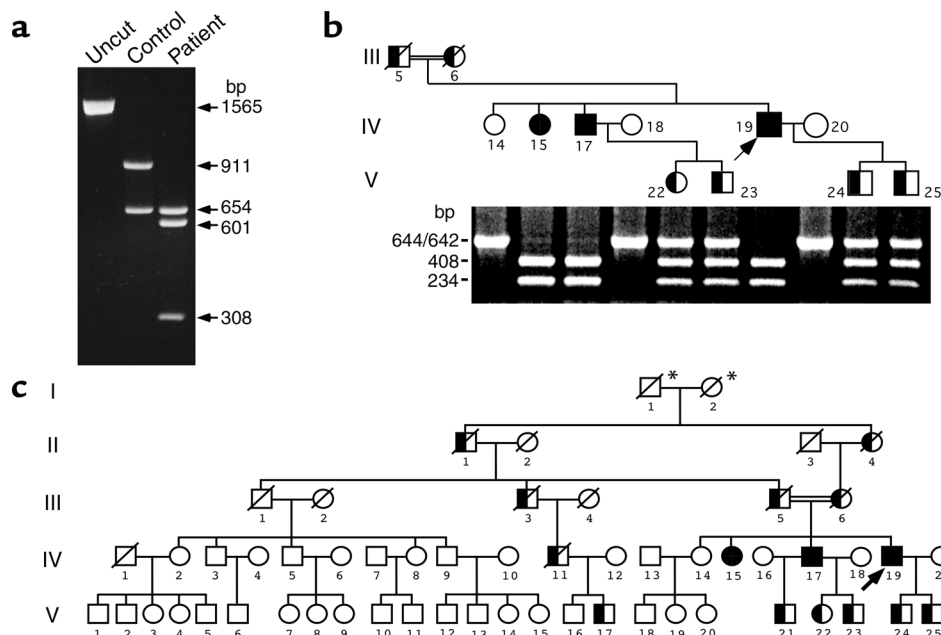 a
Uncut
Control
Patient
bp
1565
911
654
601
308
b
III
5 6
IV
14 15 17 18 19 20
V
22 23 24 25
bp
644/642
408
234
c
I
* *
1 2
II
1 2 3 4
III
1 2 3 4 5 6
IV
1 2 3 4 5 6 7 8 9 10 11 12 13 14 15 16 17 18 19 2
V
1 2 3 4 5 6 7 8 9 10 11 12 13 14 15 16 17 18 19 20 21 22 23 24 25